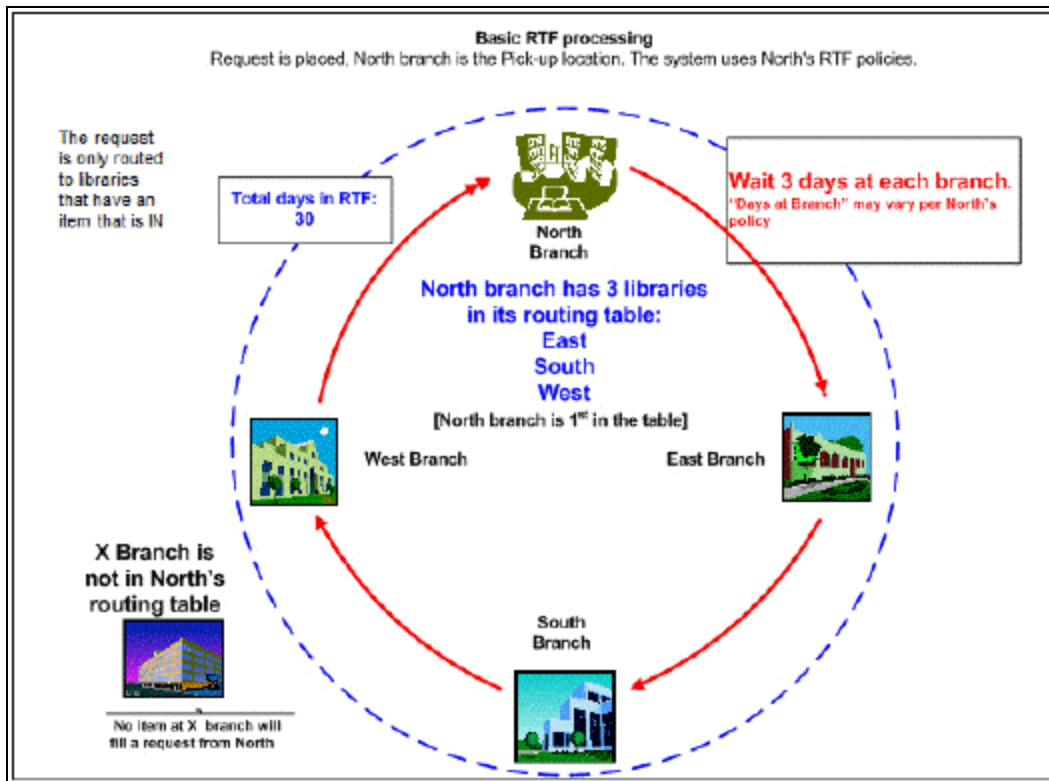 Basic RTF processing
Request is placed, North branch is the Pick-up location. The system uses North's RTF policies.
The request
is only routed
to libraries
that have an
item that is IN
Total days in RTF:
30
Wait 3 days at each branch.
"Days at Branch" may vary per North's
policy
North
Branch
North branch has 3 libraries
in its routing table:
East
South
West
[North branch is 1st in the table]
West Branch
East Branch
X Branch is
not in North's
routing table
South
Branch
No item at X branch will
fill a request from North